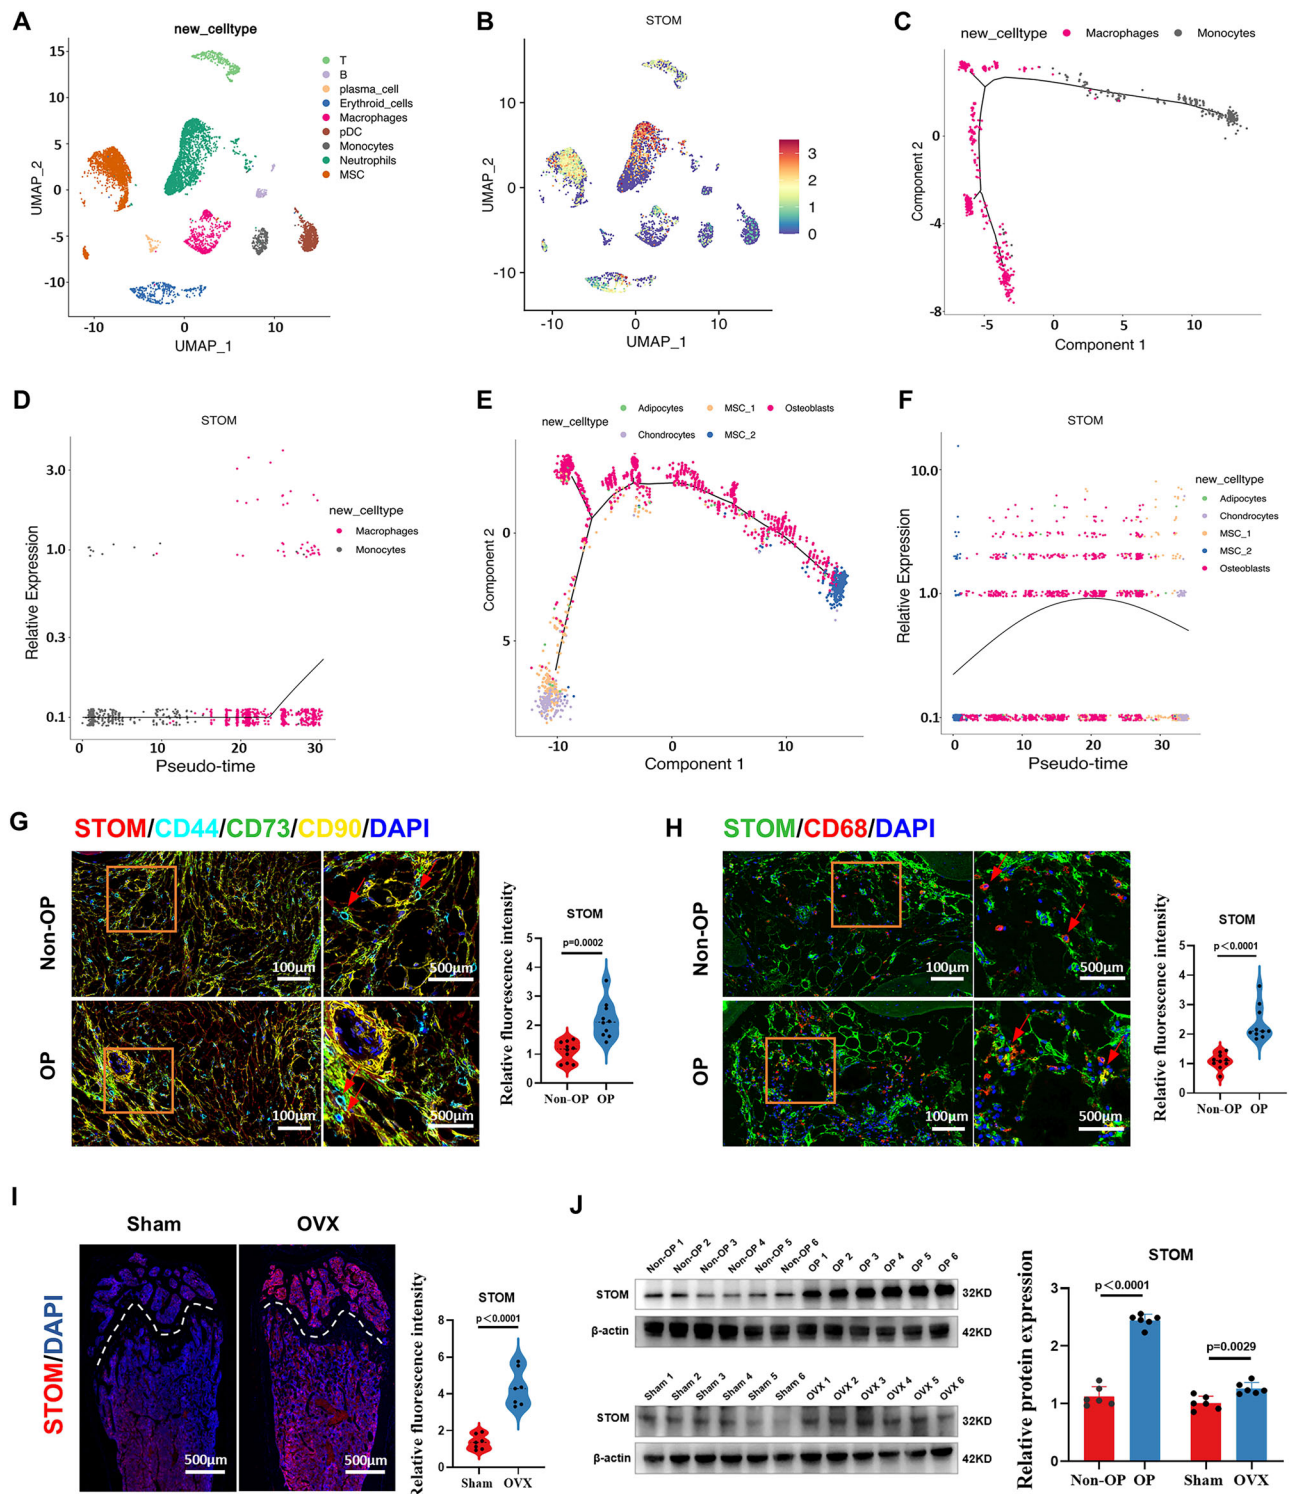 A
new_celltype
15
10
5
0
-5
-10
UMAP_2
-10 0 10
UMAP_1
T
B
plasma_cell
Erythroid_cells
Macrophages
pDC
Monocytes
Neutrophils
MSC
B
STOM
10
0
-10
UMAP_2
-10 0 10
UMAP_1
3
2
1
0
C
new_celltype Macrophages Monocytes
0
-4
-8
Component 2
-5 0 5 10
Component 1
D
STOM
3.0
1.0
0.3
0.1
Relative Expression
0 10 20 30
Pseudo-time
new_celltype
Macrophages
Monocytes
E
new_celltype
Adipocytes MSC_1 Osteoblasts
Chondrocytes MSC_2
0
5
Component 2
-10 0 10
Component 1
F
STOM
10.0
1.0
0.1
Relative Expression
0 10 20 30
Pseudo-time
new_celltype
Adipocytes
Chondrocytes
MSC_1
MSC_2
Osteoblasts
G
STOM/CD44/CD73/CD90/DAPI
Non-OP
100μm
500μm
OP
100μm
500μm
STOM
p=0.0002
5
4
3
2
1
0
Relative fluorescence intensity
Non-OP OP
H
STOM/CD68/DAPI
Non-OP
100μm
500μm
OP
100μm
500μm
STOM
p<0.0001
5
4
3
2
1
0
Relative fluorescence intensity
Non-OP OP
I
Sham OVX
STOM/DAPI
500μm
500μm
STOM
p<0.0001
8
6
4
2
0
Relative fluorescence intensity
Sham OVX
J
Non-OP 1 Non-OP 2 Non-OP 3 Non-OP 4 Non-OP 5 Non-OP 6 OP 1 OP 2 OP 3 OP 4 OP 5 OP 6
STOM 32KD
β-actin 42KD
Sham 1 Sham 2 Sham 3 Sham 4 Sham 5 Sham 6 OVX 1 OVX 2 OVX 3 OVX 4 OVX 5 OVX 6
STOM 32KD
β-actin 42KD
STOM
p<0.0001
p=0.0029
3
2
1
0
Relative protein expression
Non-OP OP Sham OVX